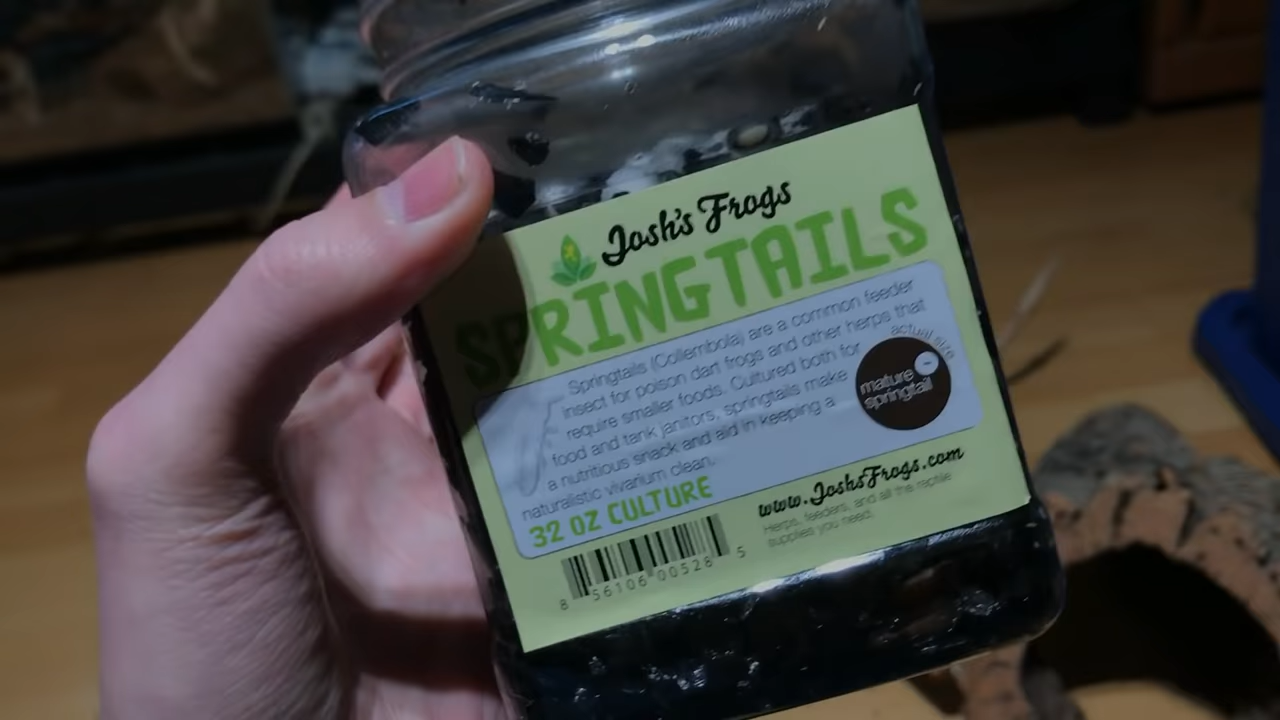 Josh's Frogs
SPRINGTAILS
Springtails (Collembola) are a common feeder
insect for poison dart frogs and other herps that
require smaller foods. Cultured both for
food and tank janitors, springtails make
a nutritious snack and aid in keeping a
naturalistic vivarium clean.
actual size
mature
springtail
32 OZ CULTURE
www.JoshsFrogs.com
Herps, feeders, and all the reptile
supplies you need.
8 56106 00528 5